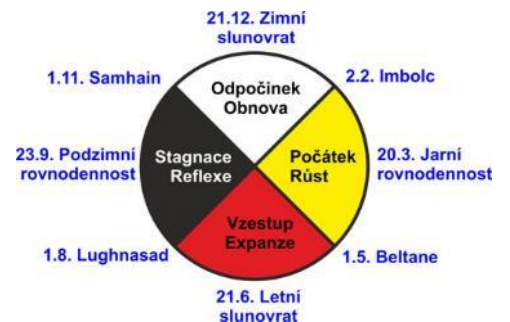 21.12. Zimní
slunovrat
1.11. Samhain
2.2. Imbolc
Odpočinek
Obnova
23.9. Podzimní
rovnodennost
Stagnace
Reflexe
Počátek
Růst
20.3. Jarní
rovnodennost
Vzestup
Expanze
1.8. Lughnasad
1.5. Beltane
21.6. Letní
slunovrat